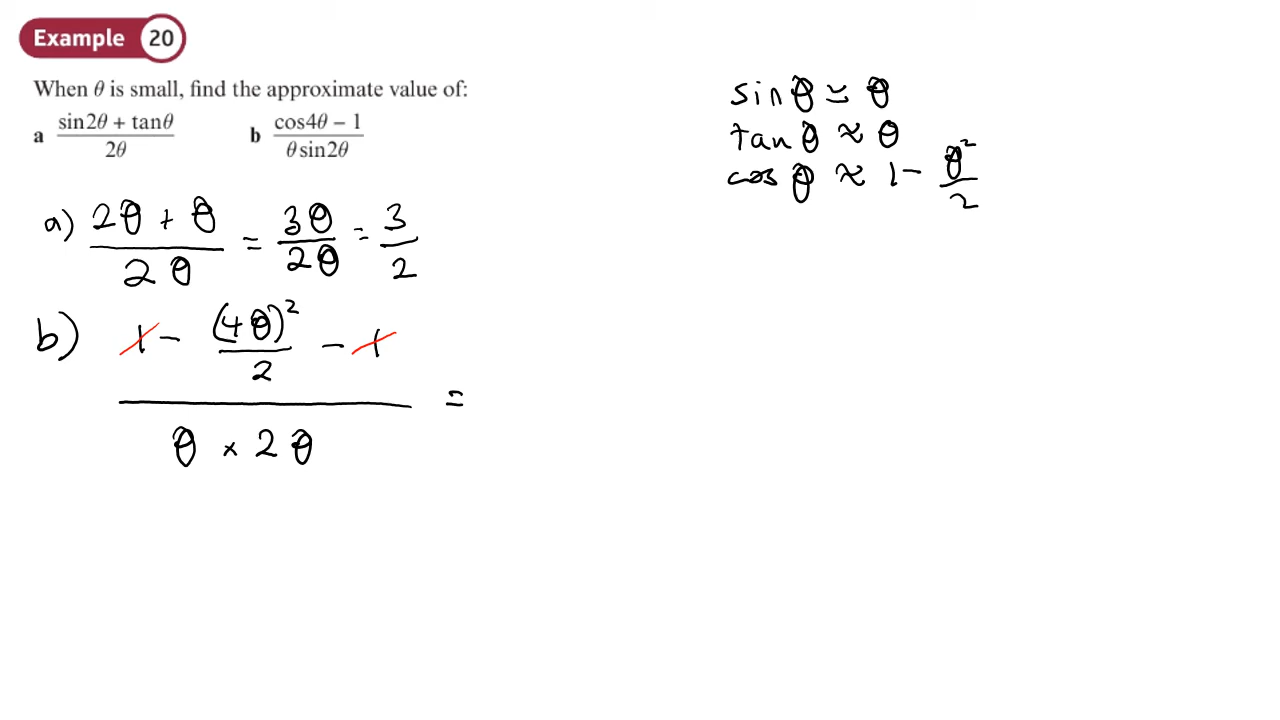 Example 20
When θ is small, find the approximate value of:
a (sin2θ + tanθ)/(2θ) b (cos4θ − 1)/(θ sin2θ)
sin θ ≃ θ
tan θ ≈ θ
cos θ ≈ 1 − θ²/2
a) (2θ + θ)/(2θ) = 3θ/2θ = 3/2
b) (1 − (4θ)²/2 − 1)/(θ × 2θ) =